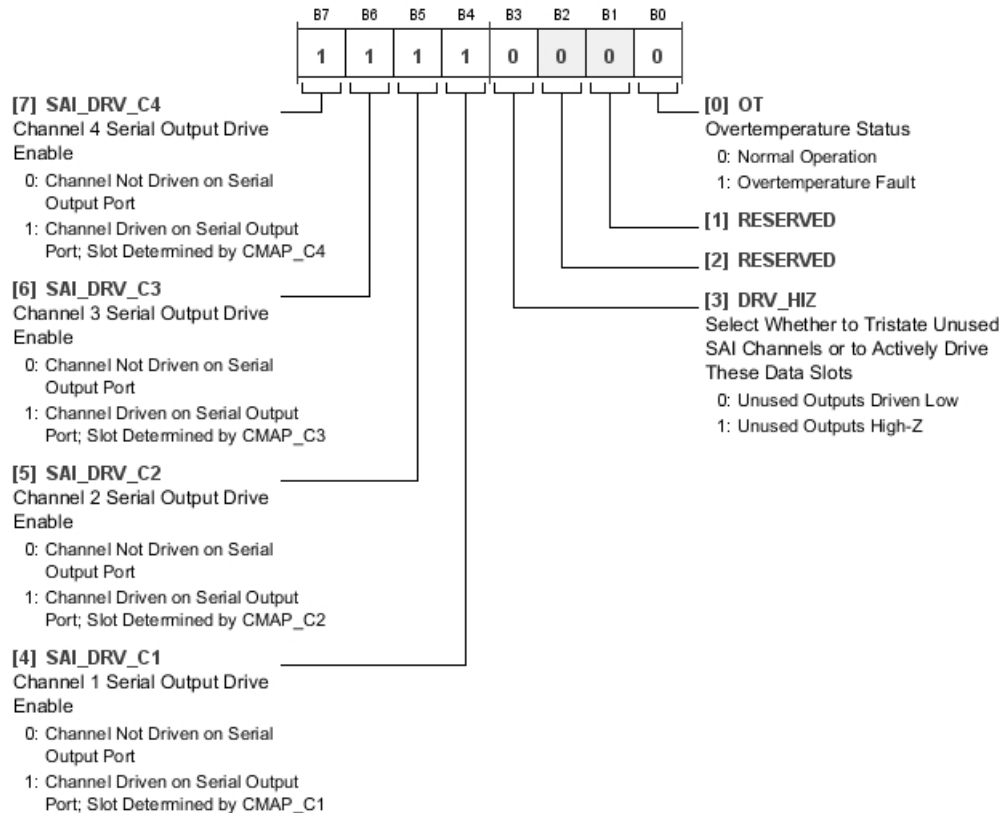 B7 B6 B5 B4 B3 B2 B1 B0
1 1 1 1 0 0 0 0
[7] SAI_DRV_C4
Channel 4 Serial Output Drive
Enable
0: Channel Not Driven on Serial
Output Port
1: Channel Driven on Serial Output
Port; Slot Determined by CMAP_C4
[6] SAI_DRV_C3
Channel 3 Serial Output Drive
Enable
0: Channel Not Driven on Serial
Output Port
1: Channel Driven on Serial Output
Port; Slot Determined by CMAP_C3
[5] SAI_DRV_C2
Channel 2 Serial Output Drive
Enable
0: Channel Not Driven on Serial
Output Port
1: Channel Driven on Serial Output
Port; Slot Determined by CMAP_C2
[4] SAI_DRV_C1
Channel 1 Serial Output Drive
Enable
0: Channel Not Driven on Serial
Output Port
1: Channel Driven on Serial Output
Port; Slot Determined by CMAP_C1
[0] OT
Overtemperature Status
0: Normal Operation
1: Overtemperature Fault
[1] RESERVED
[2] RESERVED
[3] DRV_HIZ
Select Whether to Tristate Unused
SAI Channels or to Actively Drive
These Data Slots
0: Unused Outputs Driven Low
1: Unused Outputs High-Z